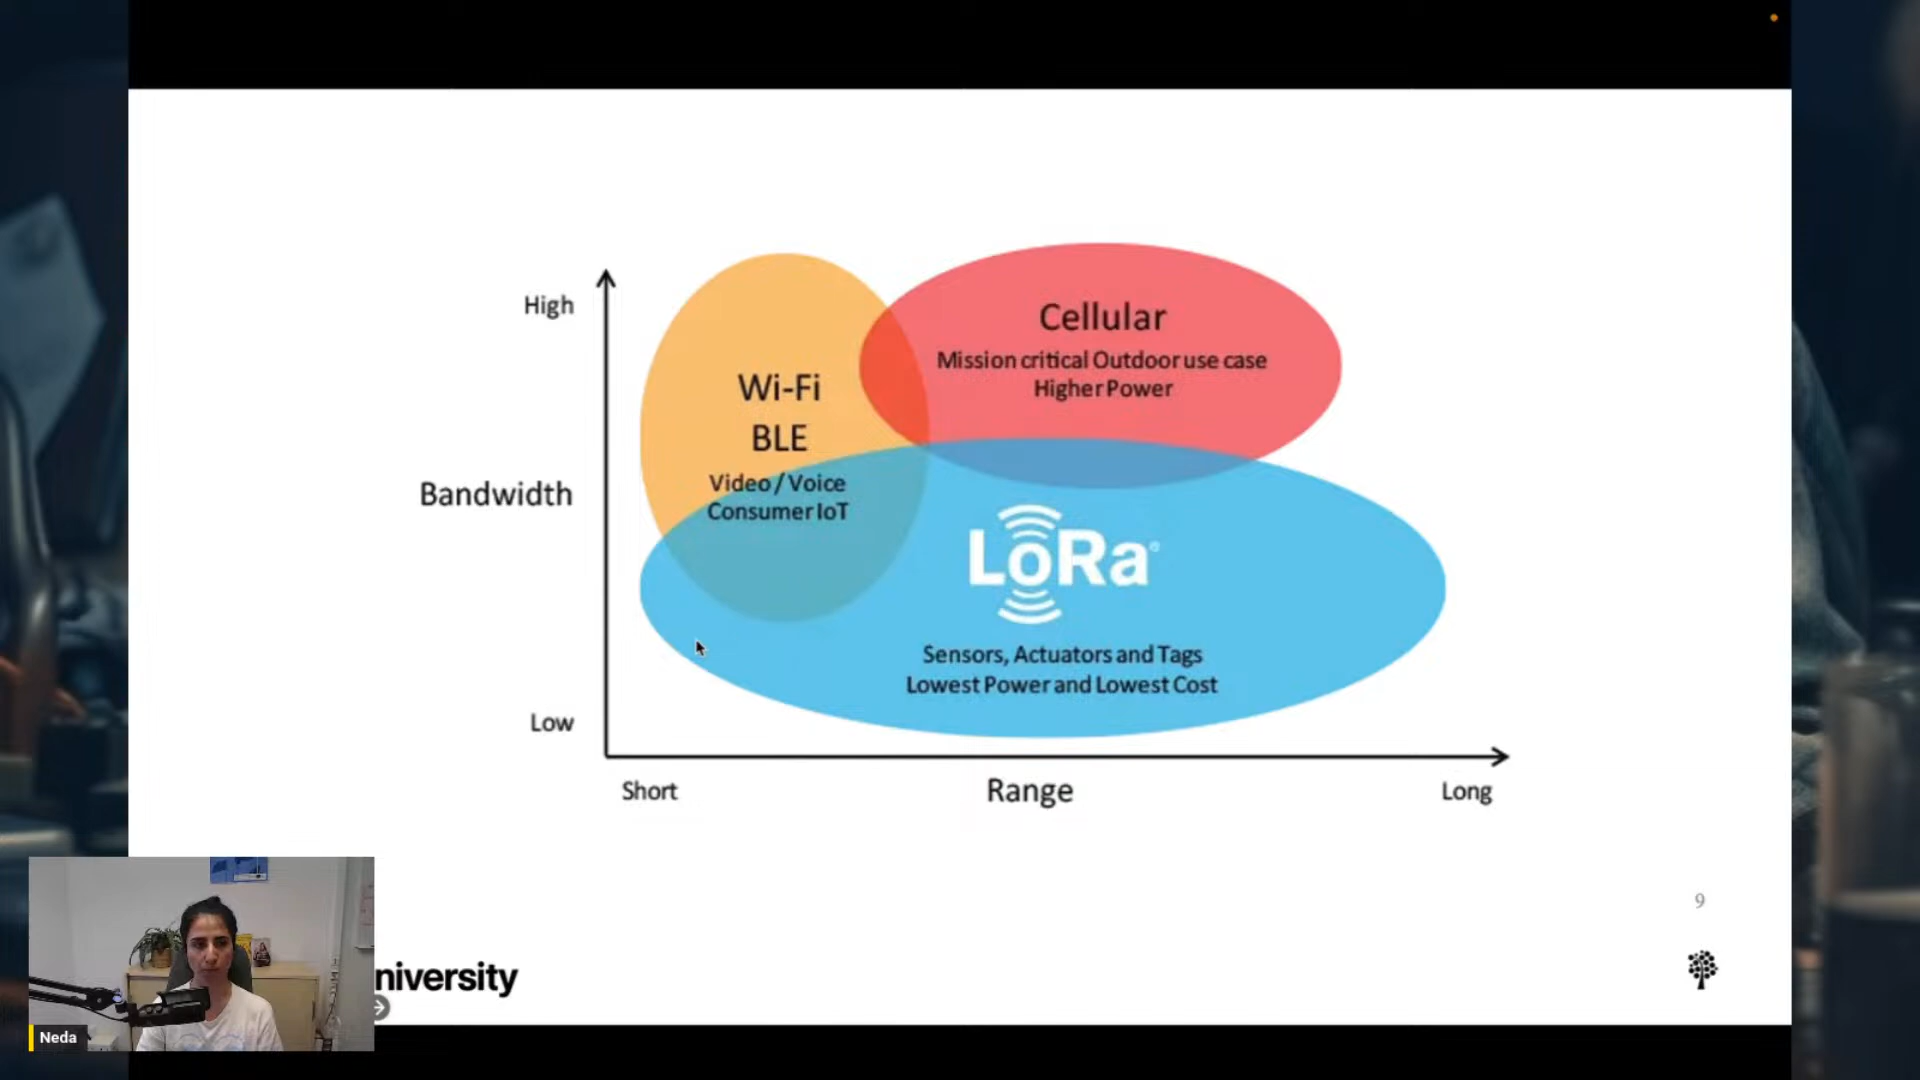 High
Cellular
Mission critical Outdoor use case
Higher Power
Wi-Fi
BLE
Video / Voice
Consumer IoT
Bandwidth
LoRa®
Sensors, Actuators and Tags
Lowest Power and Lowest Cost
Low
Short
Range
Long
9
niversity
Neda